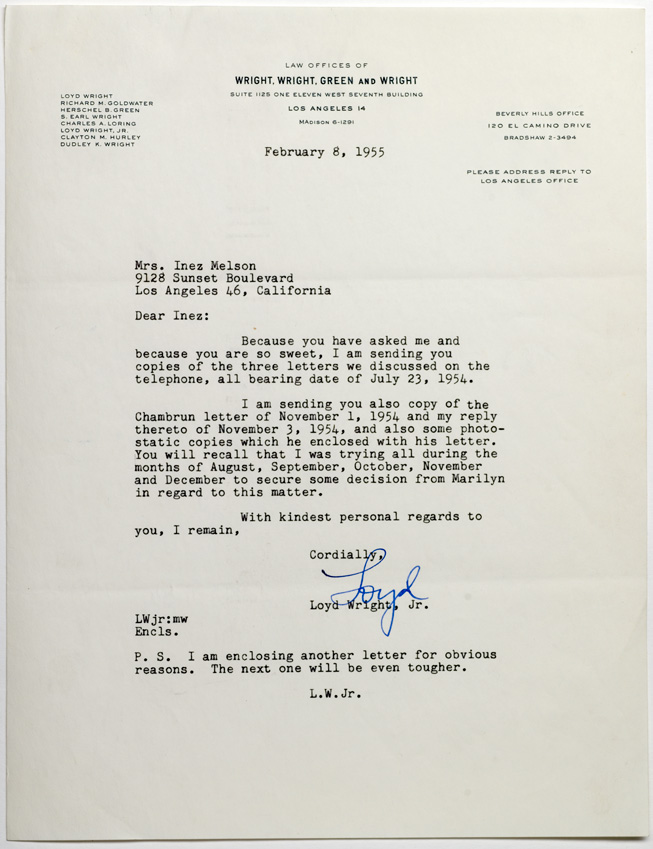 LAW OFFICES OF
WRIGHT, WRIGHT, GREEN AND WRIGHT
SUITE 1125 ONE ELEVEN WEST SEVENTH BUILDING
LOS ANGELES 14
MADISON 6-1291
LOYD WRIGHT
RICHARD M. GOLDWATER
HERSCHEL B. GREEN
S. EARL WRIGHT
CHARLES A. LORING
LOYD WRIGHT, JR.
CLAYTON M. HURLEY
DUDLEY K. WRIGHT
BEVERLY HILLS OFFICE
120 EL CAMINO DRIVE
BRADSHAW 2-3494
February 8, 1955
PLEASE ADDRESS REPLY TO
LOS ANGELES OFFICE
Mrs. Inez Melson
9128 Sunset Boulevard
Los Angeles 46, California
Dear Inez:
Because you have asked me and
because you are so sweet, I am sending you
copies of the three letters we discussed on the
telephone, all bearing date of July 23, 1954.
I am sending you also copy of the
Chambrun letter of November 1, 1954 and my reply
thereto of November 3, 1954, and also some photo-
static copies which he enclosed with his letter.
You will recall that I was trying all during the
months of August, September, October, November
and December to secure some decision from Marilyn
in regard to this matter.
With kindest personal regards to
you, I remain,
Cordially,
Loyd
Loyd Wright, Jr.
LWjr:mw
Encls.
P. S.  I am enclosing another letter for obvious
reasons.  The next one will be even tougher.
L.W.Jr.